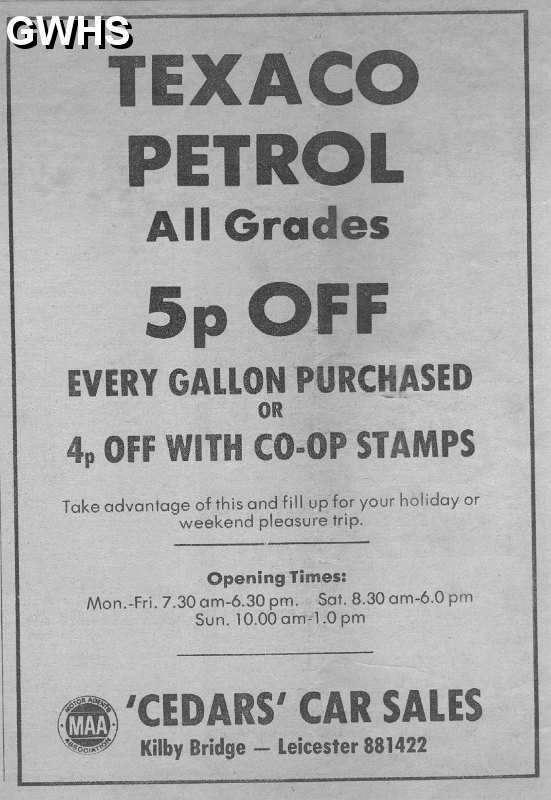 GWHS
TEXACO
PETROL
All Grades
5p OFF
EVERY GALLON PURCHASED
OR
4p OFF WITH CO-OP STAMPS
Take advantage of this and fill up for your holiday or
weekend pleasure trip.
Opening Times:
Mon.-Fri. 7.30 am-6.30 pm. Sat. 8.30 am-6.0 pm
Sun. 10.00 am-1.0 pm
MOTOR AGENTS
MAA
ASSOCIATION
'CEDARS' CAR SALES
Kilby Bridge — Leicester 881422